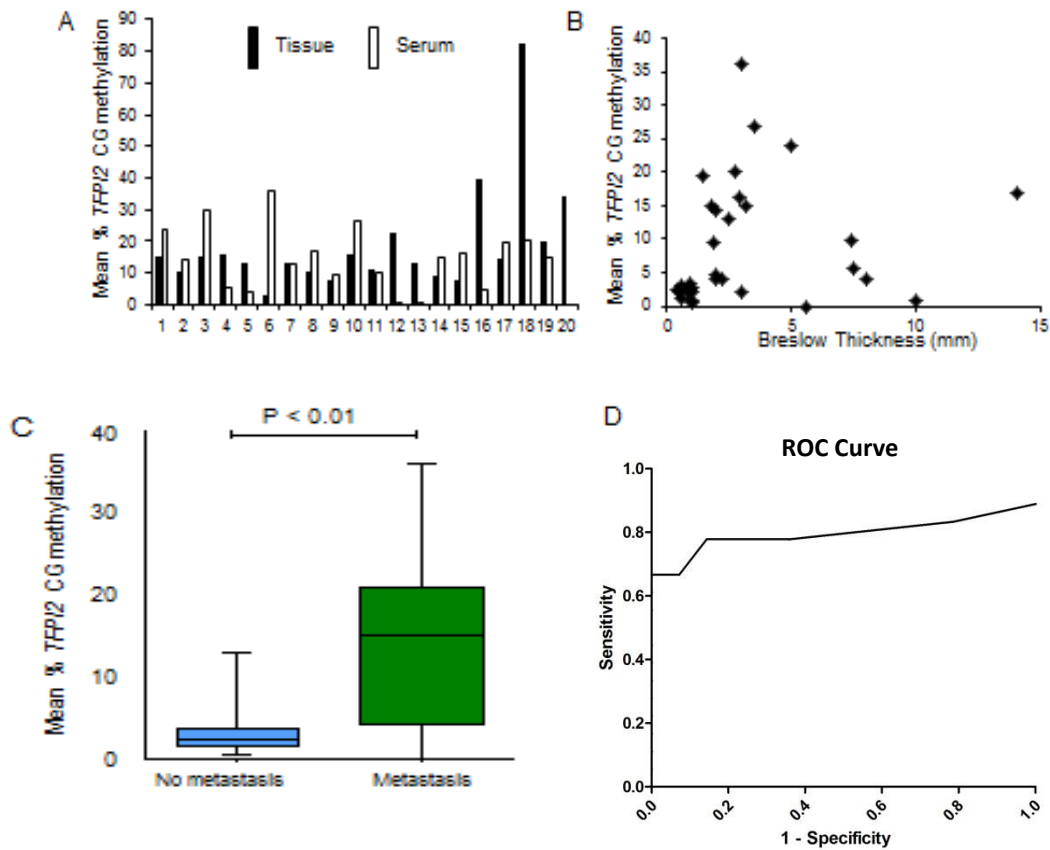 A
Mean % TFPI2 CG methylation
90
80
70
60
50
40
30
20
10
0
Tissue
Serum
1 2 3 4 5 6 7 8 9 10 11 12 13 14 15 16 17 18 19 20
B
Mean % TFPI2 CG methylation
40
35
30
25
20
15
10
5
0
0 5 10 15
Breslow Thickness (mm)
C
P < 0.01
Mean % TFPI2 CG methylation
40
30
20
10
0
No metastasis Metastasis
D
ROC Curve
Sensitivity
1.0
0.8
0.6
0.4
0.2
0.0
0.0 0.2 0.4 0.6 0.8 1.0
1 - Specificity